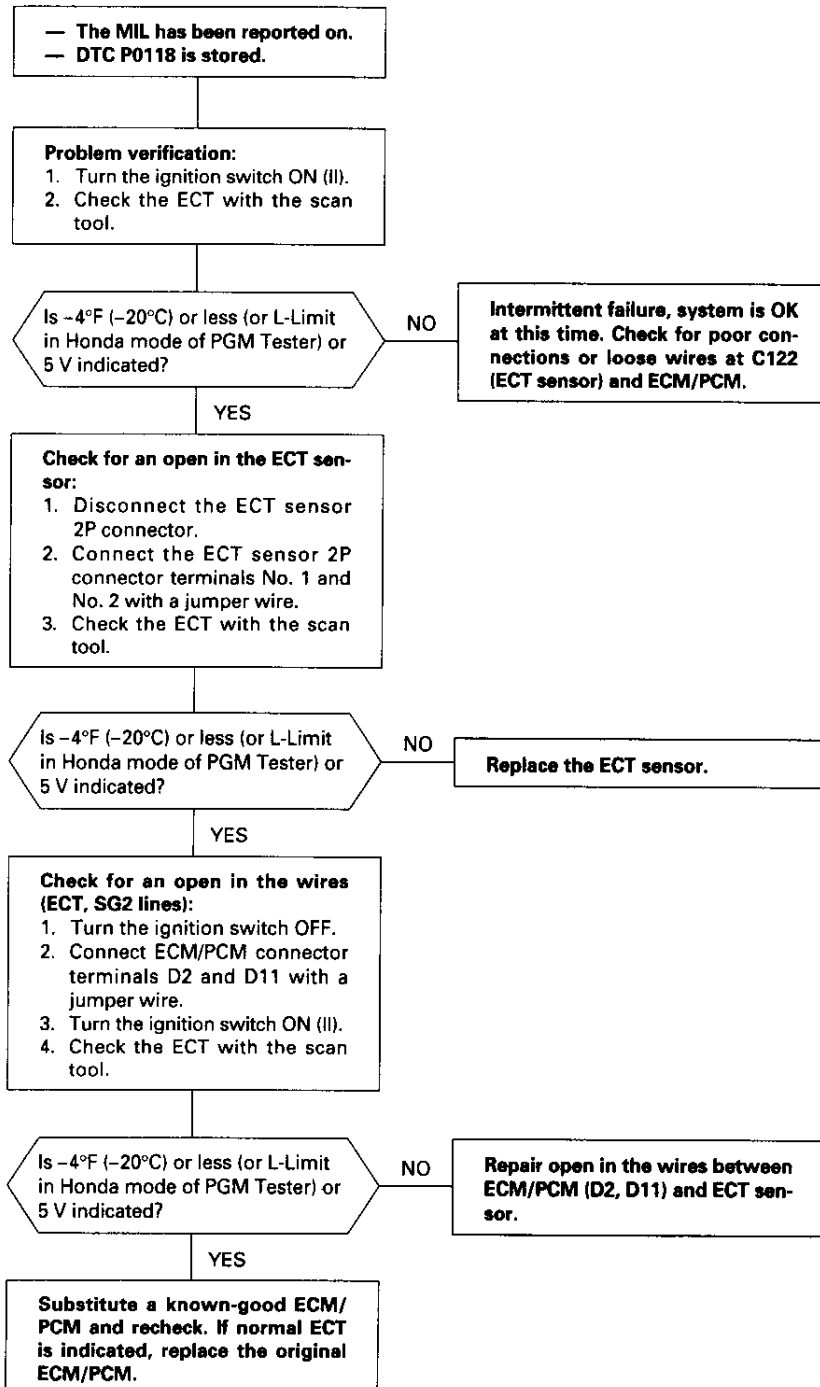 — The MIL has been reported on.
— DTC P0118 is stored.
Problem verification:
1. Turn the ignition switch ON (II).
2. Check the ECT with the scan
tool.
Is –4°F (–20°C) or less (or L-Limit
in Honda mode of PGM Tester) or
5 V indicated?
NO
Intermittent failure, system is OK
at this time. Check for poor con-
nections or loose wires at C122
(ECT sensor) and ECM/PCM.
YES
Check for an open in the ECT sen-
sor:
1. Disconnect the ECT sensor
2P connector.
2. Connect the ECT sensor 2P
connector terminals No. 1 and
No. 2 with a jumper wire.
3. Check the ECT with the scan
tool.
Is –4°F (–20°C) or less (or L-Limit
in Honda mode of PGM Tester) or
5 V indicated?
NO
Replace the ECT sensor.
YES
Check for an open in the wires
(ECT, SG2 lines):
1. Turn the ignition switch OFF.
2. Connect ECM/PCM connector
terminals D2 and D11 with a
jumper wire.
3. Turn the ignition switch ON (II).
4. Check the ECT with the scan
tool.
Is –4°F (–20°C) or less (or L-Limit
in Honda mode of PGM Tester) or
5 V indicated?
NO
Repair open in the wires between
ECM/PCM (D2, D11) and ECT sen-
sor.
YES
Substitute a known-good ECM/
PCM and recheck. If normal ECT
is indicated, replace the original
ECM/PCM.